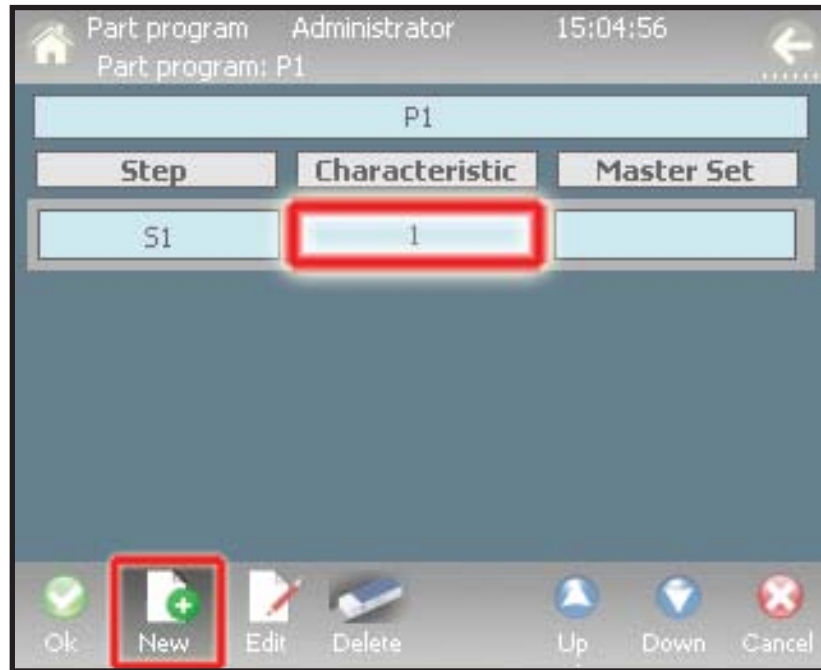 Part program Administrator 15:04:56
Part program: P1
P1
Step Characteristic Master Set
S1 1
Ok New Edit Delete Up Down Cancel